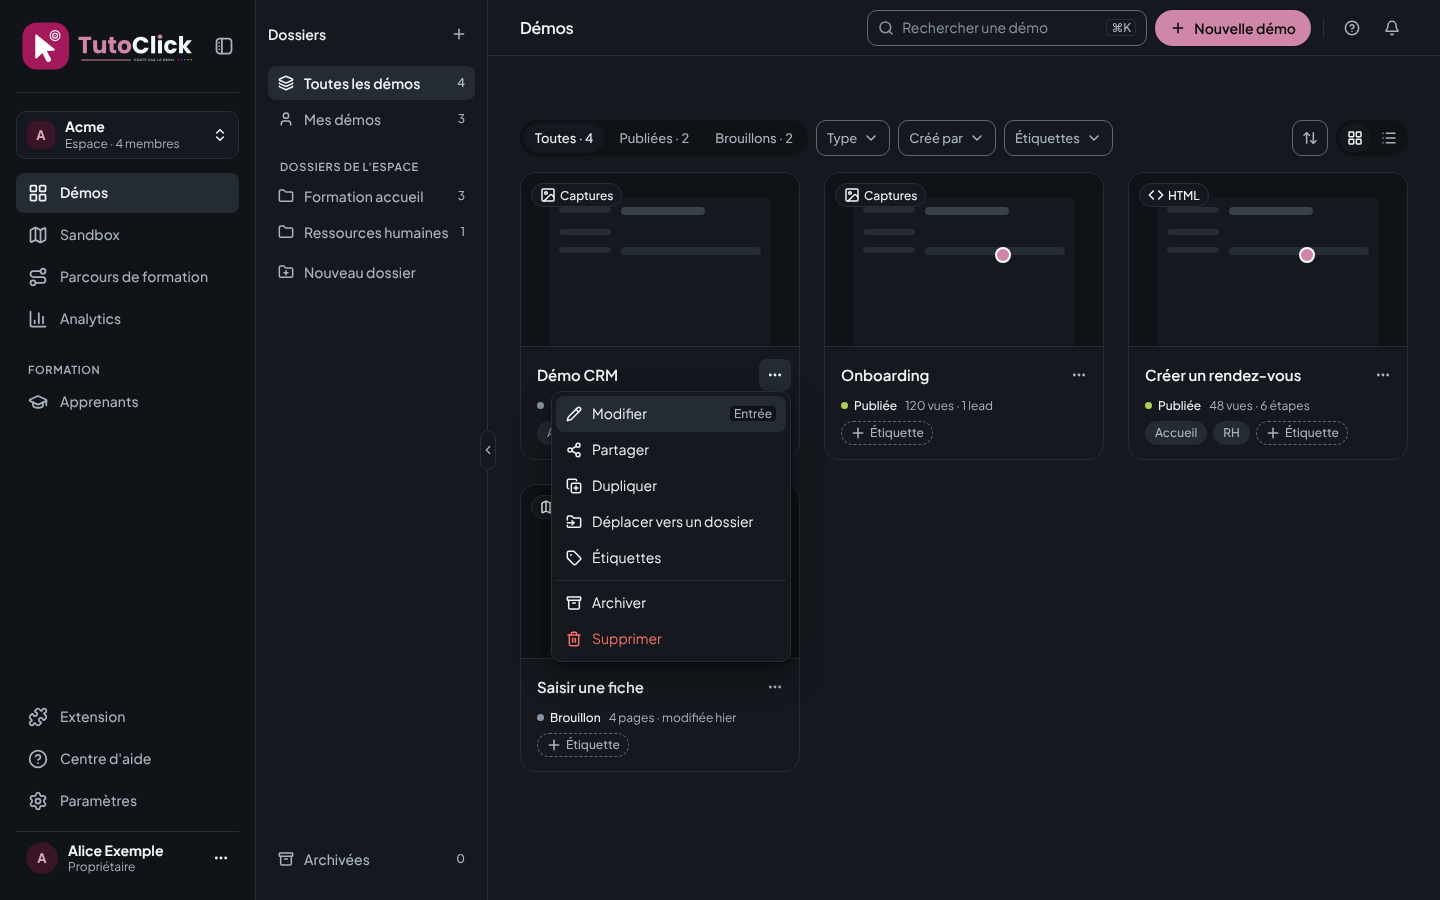 TutoClick
Acme
Espace · 4 membres
A
Démos
Sandbox
Parcours de formation
Analytics
FORMATION
Apprenants
Extension
Centre d'aide
Paramètres
A
Alice Exemple
Propriétaire
Dossiers
Toutes les démos 4
Mes démos 3
DOSSIERS DE L'ESPACE
Formation accueil 3
Ressources humaines 1
Nouveau dossier
Archivées 0
Démos
Rechercher une démo ⌘K
+ Nouvelle démo
Toutes · 4 Publiées · 2 Brouillons · 2 Type Créé par Étiquettes
Captures
Démo CRM
Modifier Entrée
Partager
Dupliquer
Déplacer vers un dossier
Étiquettes
Archiver
Supprimer
Captures
Onboarding
Publiée 120 vues · 1 lead
+ Étiquette
HTML
Créer un rendez-vous
Publiée 48 vues · 6 étapes
Accueil RH + Étiquette
Saisir une fiche
Brouillon 4 pages · modifiée hier
+ Étiquette